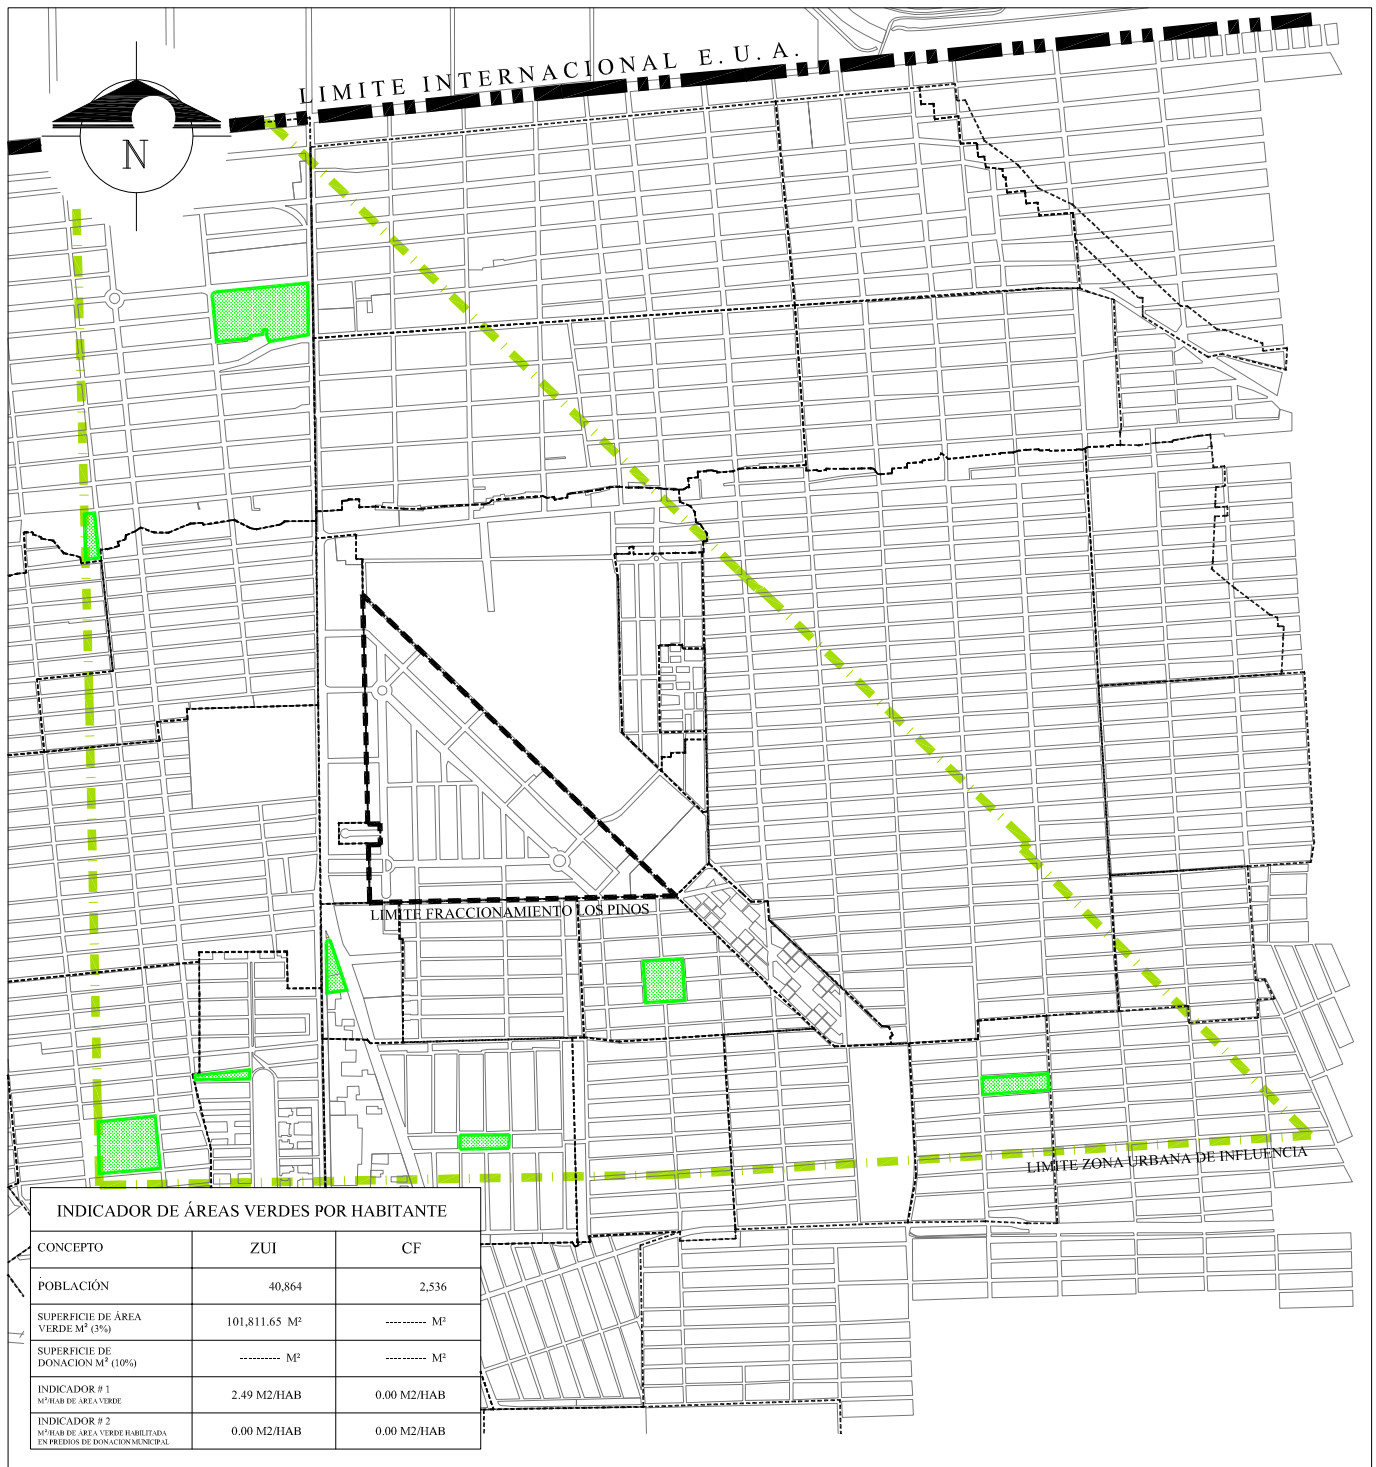 LIMITE INTERNACIONAL E. U. A.
N
LIMITE FRACCIONAMIENTO LOS PINOS
LIMITE ZONA URBANA DE INFLUENCIA
INDICADOR DE ÁREAS VERDES POR HABITANTE
CONCEPTO ZUI CF
POBLACIÓN 40,864 2,536
SUPERFICIE DE ÁREA
VERDE M² (3%) 101,811.65 M² ---------- M²
SUPERFICIE DE
DONACION M² (10%) ---------- M² ---------- M²
INDICADOR # 1
M²/HAB DE ÁREA VERDE 2.49 M2/HAB 0.00 M2/HAB
INDICADOR # 2
M²/HAB DE ÁREA VERDE HABILITADA
EN PREDIOS DE DONACION MUNICIPAL 0.00 M2/HAB 0.00 M2/HAB